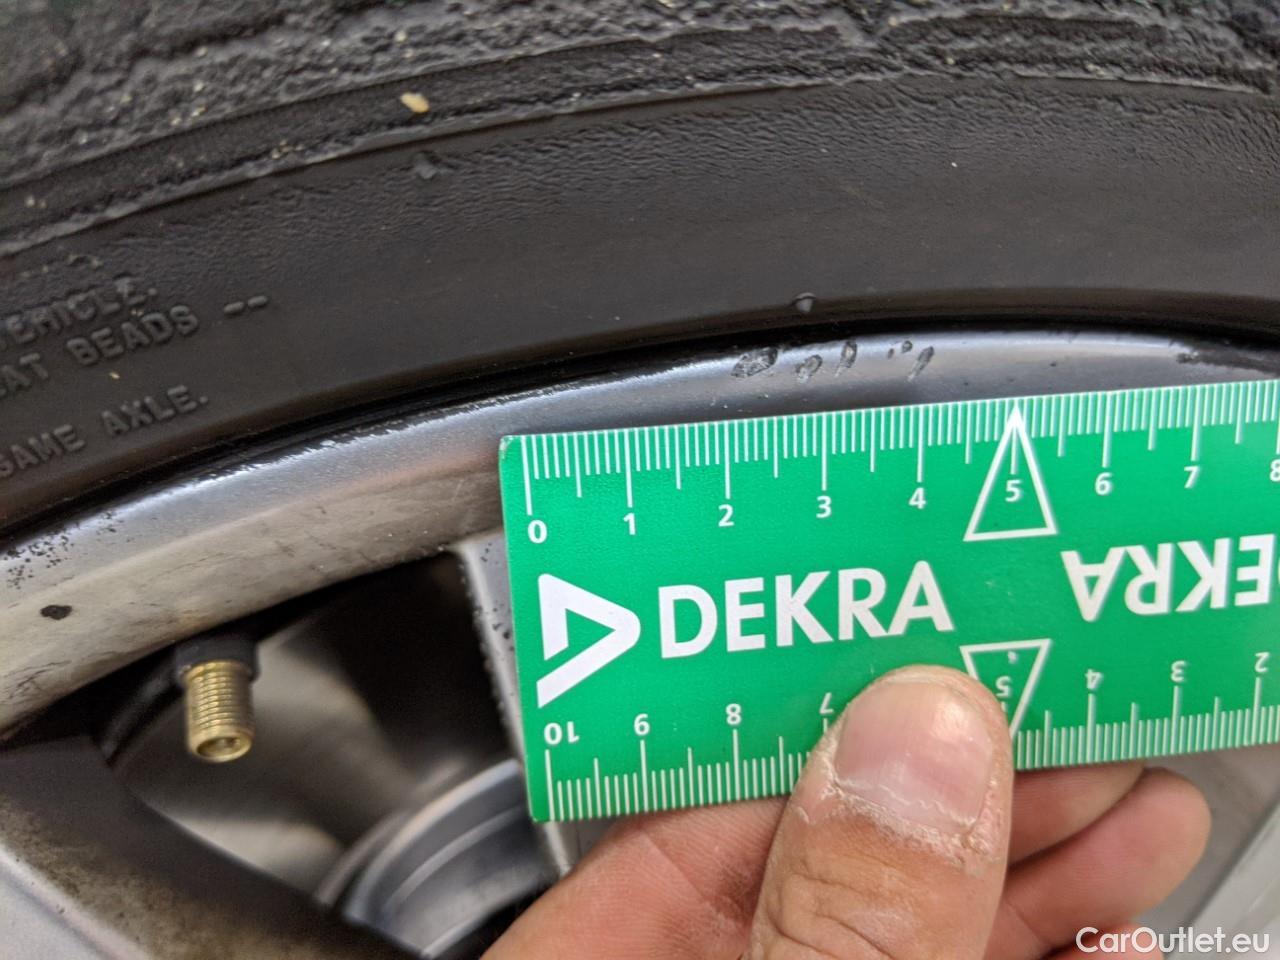 VEHICLE.
EAT BEADS --
SAME AXLE.
0 1 2 3 4 5 6 7 8
DEKRA
DEKRA
10 9 8 7 5 4 3 2
CarOutlet.eu